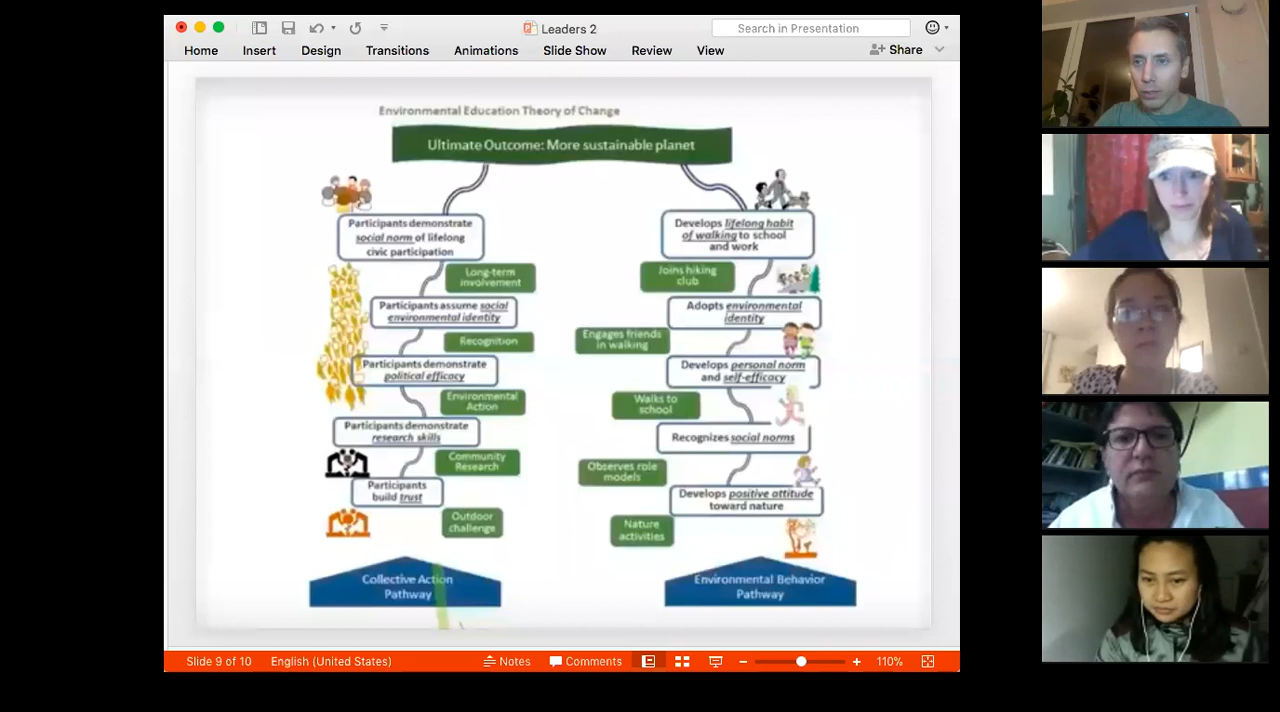 Leaders 2
Search in Presentation
Home
Insert
Design
Transitions
Animations
Slide Show
Review
View
Share
Environmental Education Theory of Change
Ultimate Outcome: More sustainable planet
Participants demonstrate
social norm of lifelong
civic participation
Long-term
involvement
Participants assume social
environmental identity
Recognition
Participants demonstrate
political efficacy
Environmental
Action
Participants demonstrate
research skills
Community
Research
Participants
build trust
Outdoor
challenge
Collective Action
Pathway
Develops lifelong habit
of walking to school
and work
Joins hiking
club
Adopts environmental
identity
Engages friends
in walking
Develops personal norm
and self-efficacy
Walks to
school
Recognizes social norms
Observes role
models
Develops positive attitude
toward nature
Nature
activities
Environmental Behavior
Pathway
Slide 9 of 10
English (United States)
Notes
Comments
110%